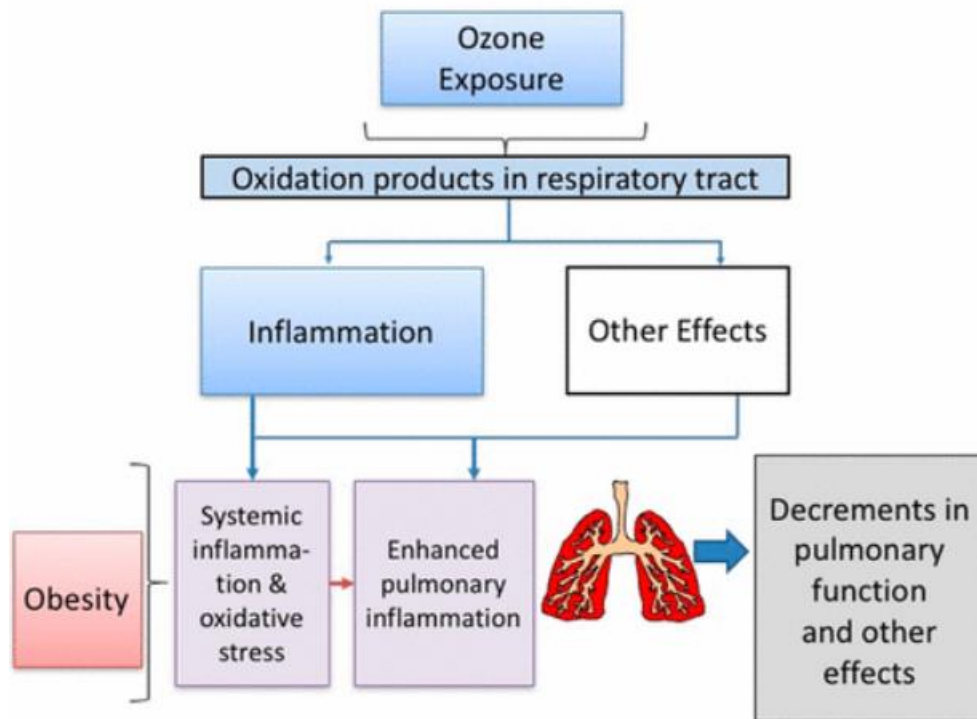 Ozone
Exposure
Oxidation products in respiratory tract
Inflammation
Other Effects
Obesity
Systemic
inflamma-
tion &
oxidative
stress
Enhanced
pulmonary
inflammation
Decrements in
pulmonary
function
and other
effects